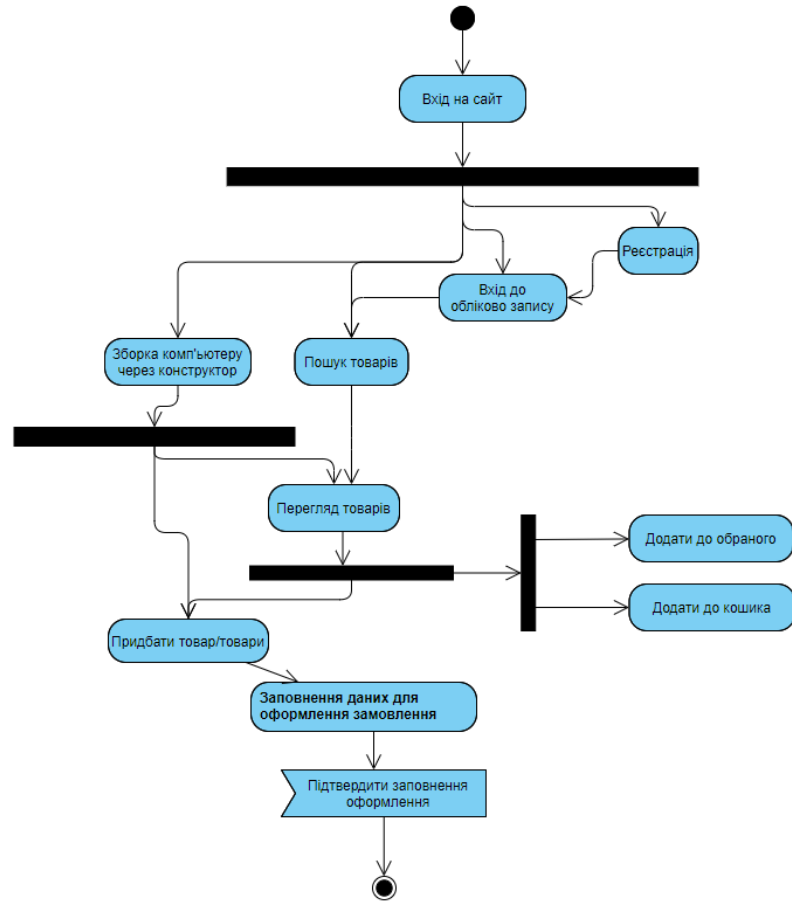 Вхід на сайт
Реєстрація
Вхід до
обліково запису
Зборка комп'ютеру
через конструктор
Пошук товарів
Перегляд товарів
Додати до обраного
Додати до кошика
Придбати товар/товари
Заповнення даних для
оформлення замовлення
Підтвердити заповнення
оформлення